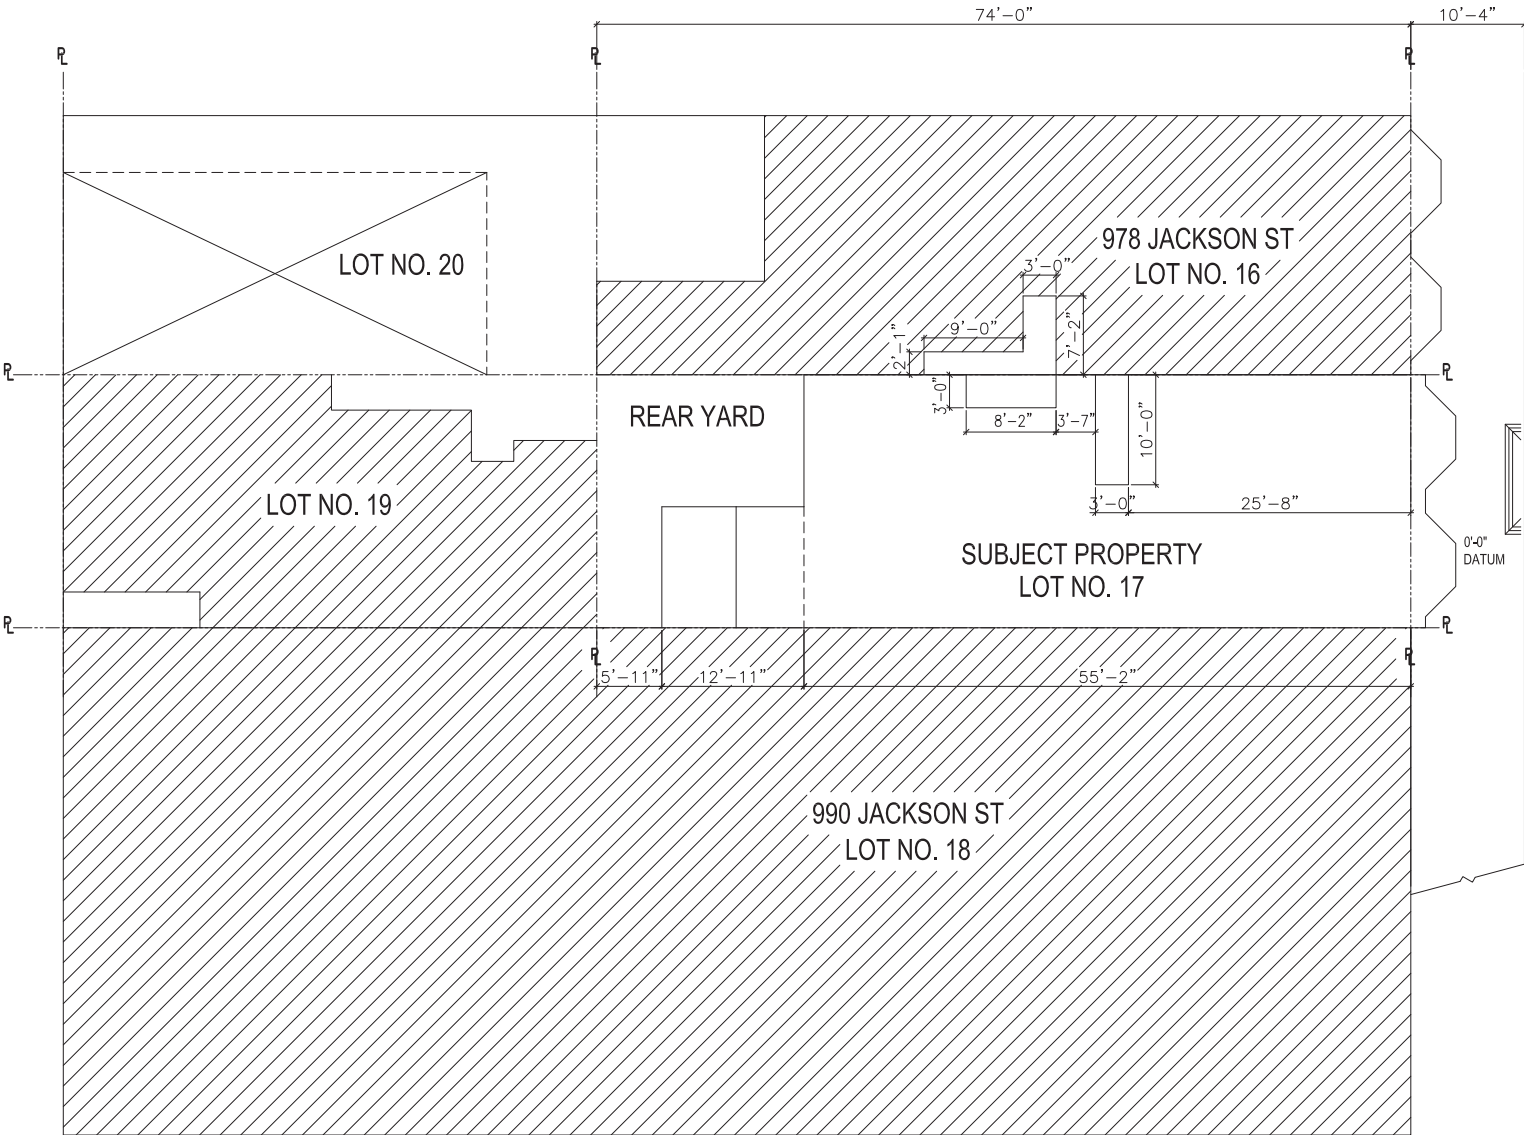 74'-0"
10'-4"
PL
PL
PL
978 JACKSON ST
LOT NO. 16
LOT NO. 20
3'-0"
9'-0"
2'-1"
7'-2"
PL
PL
3'-0"
REAR YARD
8'-2"
3'-7"
10'-0"
LOT NO. 19
3'-0"
25'-8"
SUBJECT PROPERTY
LOT NO. 17
0'-0"
DATUM
PL
PL
PL
PL
5'-11"
12'-11"
55'-2"
990 JACKSON ST
LOT NO. 18